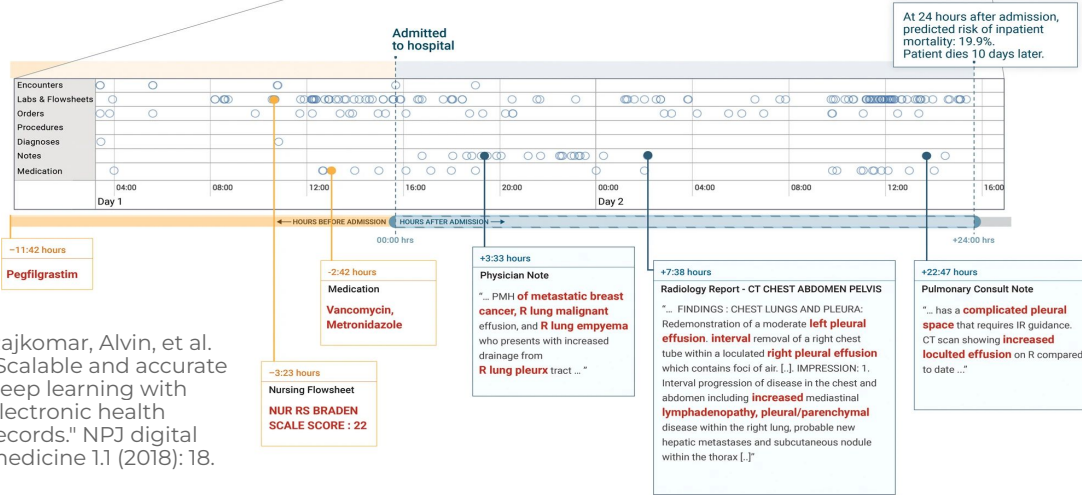 At 24 hours after admission,
predicted risk of inpatient
mortality: 19.9%.
Patient dies 10 days later.
Admitted
to hospital
Encounters
Labs & Flowsheets
Orders
Procedures
Diagnoses
Notes
Medication
04:00 08:00 12:00 16:00 20:00 00:00 04:00 08:00 12:00 16:00
Day 1 Day 2
HOURS BEFORE ADMISSION HOURS AFTER ADMISSION
00:00 hrs +24:00 hrs
−11:42 hours
Pegfilgrastim
-2:42 hours
Medication
Vancomycin,
Metronidazole
−3:23 hours
Nursing Flowsheet
NUR RS BRADEN
SCALE SCORE : 22
+3:33 hours
Physician Note
"... PMH of metastatic breast
cancer, R lung malignant
effusion, and R lung empyema
who presents with increased
drainage from
R lung pleurx tract ... "
+7:38 hours
Radiology Report - CT CHEST ABDOMEN PELVIS
"... FINDINGS : CHEST LUNGS AND PLEURA:
Redemonstration of a moderate left pleural
effusion. interval removal of a right chest
tube within a loculated right pleural effusion
which contains foci of air. [..]. IMPRESSION: 1.
Interval progression of disease in the chest and
abdomen including increased mediastinal
lymphadenopathy, pleural/parenchymal
disease within the right lung, probable new
hepatic metastases and subcutaneous nodule
within the thorax [..]"
+22:47 hours
Pulmonary Consult Note
"... has a complicated pleural
space that requires IR guidance.
CT scan showing increased
loculted effusion on R compared
to date ..."
ajkomar, Alvin, et al.
Scalable and accurate
eep learning with
lectronic health
ecords." NPJ digital
medicine 1.1 (2018): 18.